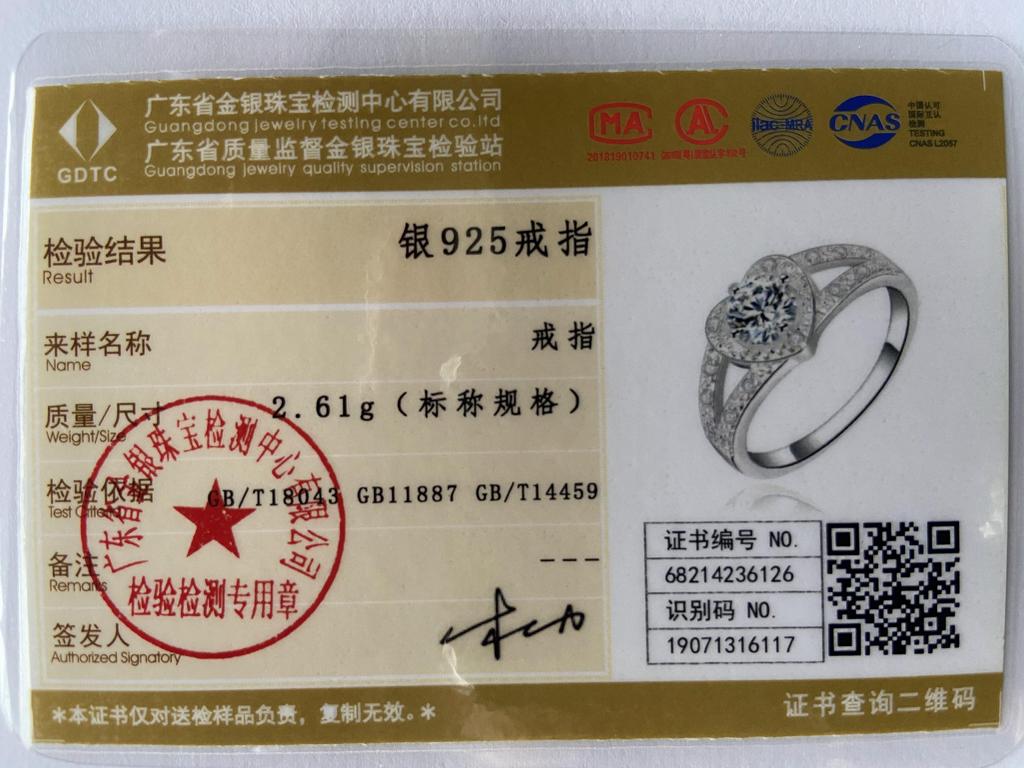 广东省金银珠宝检测中心有限公司
Guangdong jewelry testing center co.ltd
广东省质量监督金银珠宝检验站
Guangdong jewelry quality supervision station
GDTC
MA
201819010741
AL
ilac-MRA
CNAS
中国认可
国际互认
检测
TESTING
CNAS L2057
检验结果 银925戒指
Result
来样名称 戒指
Name
质量/尺寸 2.61g(标称规格)
Weight/Size
检验依据 GB/T18043 GB11887 GB/T14459
Test Criteria
备注 ---
Remarks
签发人
Authorized Signatory
广东省金银珠宝检测中心有限公司
检验检测专用章
证书编号 NO.
68214236126
识别码 NO.
19071316117
*本证书仅对送检样品负责，复制无效。*
证书查询二维码